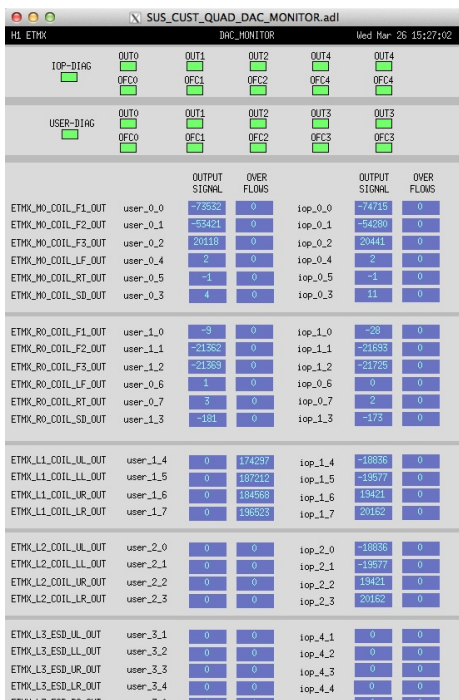 SUS_CUST_QUAD_DAC_MONITOR.adl
H1 ETMX DAC_MONITOR Wed Mar 26 15:27:02
OUT0 OUT1 OUT2 OUT4 OUT4
IOP-DIAG
OFC0 OFC1 OFC2 OFC4 OFC4
OUT0 OUT1 OUT2 OUT3 OUT3
USER-DIAG
OFC0 OFC1 OFC2 OFC3 OFC3
OUTPUT OVER OUTPUT OVER
SIGNAL FLOWS SIGNAL FLOWS
ETMX_M0_COIL_F1_OUT user_0_0 -73532 0 iop_0_0 -74715 0
ETMX_M0_COIL_F2_OUT user_0_1 -53421 0 iop_0_1 -54280 0
ETMX_M0_COIL_F3_OUT user_0_2 20118 0 iop_0_2 20441 0
ETMX_M0_COIL_LF_OUT user_0_4 2 0 iop_0_4 2 0
ETMX_M0_COIL_RT_OUT user_0_5 -1 0 iop_0_5 -1 0
ETMX_M0_COIL_SD_OUT user_0_3 4 0 iop_0_3 11 0
ETMX_R0_COIL_F1_OUT user_1_0 -9 0 iop_1_0 -28 0
ETMX_R0_COIL_F2_OUT user_1_1 -21362 0 iop_1_1 -21693 0
ETMX_R0_COIL_F3_OUT user_1_2 -21369 0 iop_1_2 -21725 0
ETMX_R0_COIL_LF_OUT user_0_6 1 0 iop_0_6 0 0
ETMX_R0_COIL_RT_OUT user_0_7 3 0 iop_0_7 2 0
ETMX_R0_COIL_SD_OUT user_1_3 -181 0 iop_1_3 -173 0
ETMX_L1_COIL_UL_OUT user_1_4 0 174297 iop_1_4 -18836 0
ETMX_L1_COIL_LL_OUT user_1_5 0 187212 iop_1_5 -19577 0
ETMX_L1_COIL_UR_OUT user_1_6 0 184568 iop_1_6 19421 0
ETMX_L1_COIL_LR_OUT user_1_7 0 196523 iop_1_7 20162 0
ETMX_L2_COIL_UL_OUT user_2_0 0 0 iop_2_0 -18836 0
ETMX_L2_COIL_LL_OUT user_2_1 0 0 iop_2_1 -19577 0
ETMX_L2_COIL_UR_OUT user_2_2 0 0 iop_2_2 19421 0
ETMX_L2_COIL_LR_OUT user_2_3 0 0 iop_2_3 20162 0
ETMX_L3_ESD_UL_OUT user_3_1 0 0 iop_4_1 0 0
ETMX_L3_ESD_LL_OUT user_3_2 0 0 iop_4_2 0 0
ETMX_L3_ESD_UR_OUT user_3_3 0 0 iop_4_3 0 0
ETMX_L3_ESD_LR_OUT user_3_4 0 0 iop_4_4 0 0